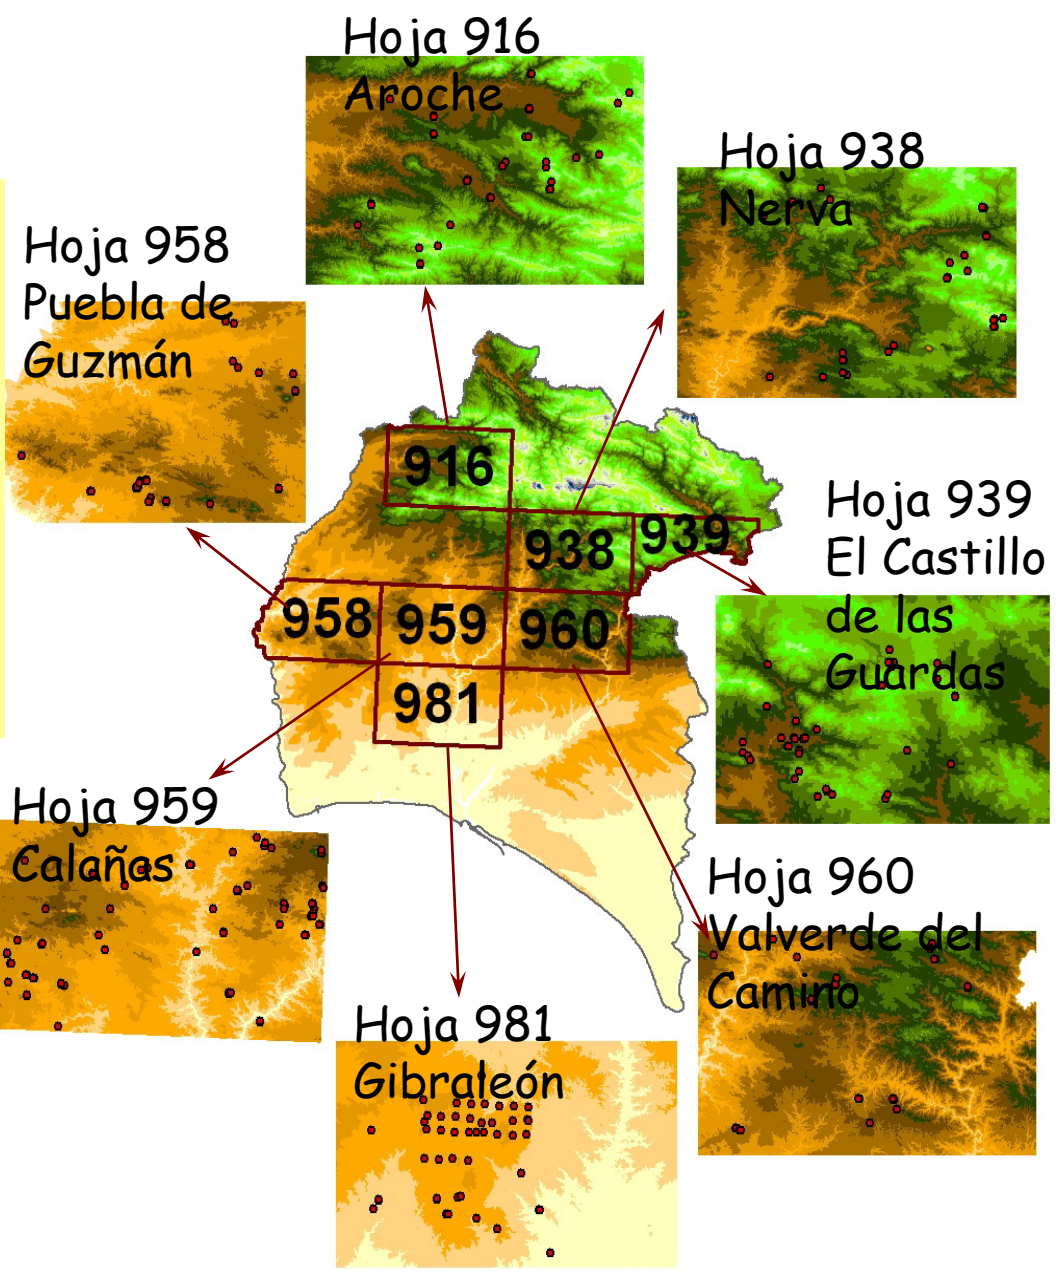 Hoja 916
Aroche
Hoja 938
Nerva
Hoja 958
Puebla de
Guzmán
916
938
939
958
959
960
981
Hoja 939
El Castillo
de las
Guardas
Hoja 959
Calañas
Hoja 960
Valverde del
Camino
Hoja 981
Gibraleón